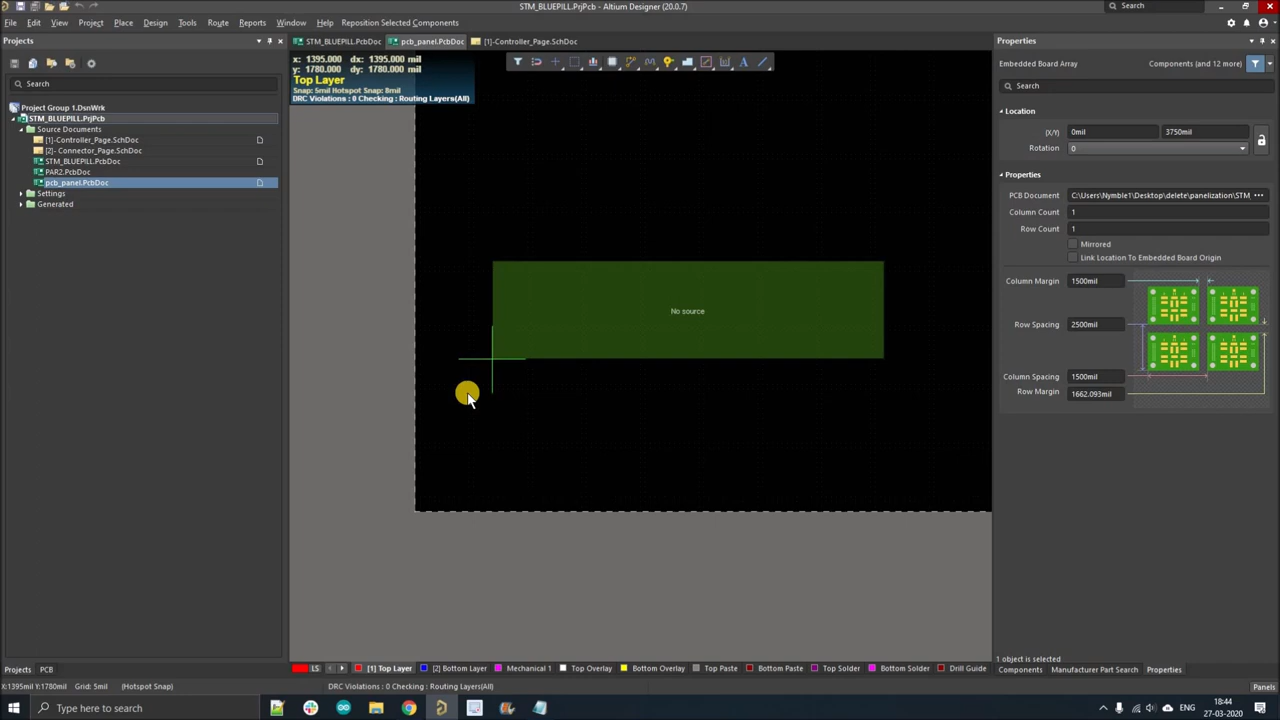 STM_BLUEPILL.PrjPcb - Altium Designer (20.0.7)
Search
File Edit View Project Place Design Tools Route Reports Window Help Reposition Selected Components
Projects
Search
Project Group 1.DsnWrk
STM_BLUEPILL.PrjPcb
Source Documents
[1]-Controller_Page.SchDoc
[2]- Connector_Page.SchDoc
STM_BLUEPILL.PcbDoc
PAR2.PcbDoc
pcb_panel.PcbDoc
Settings
Generated
Projects PCB
STM_BLUEPILL.PcbDoc pcb_panel.PcbDoc [1]-Controller_Page.SchDoc
x: 1395.000 dx: 1395.000 mil
y: 1780.000 dy: 1780.000 mil
Top Layer
Snap: 5mil Hotspot Snap: 8mil
DRC Violations : 0 Checking : Routing Layers(All)
No source
LS [1] Top Layer [2] Bottom Layer Mechanical 1 Top Overlay Bottom Overlay Top Paste Bottom Paste Top Solder Bottom Solder Drill Guide
Properties
Embedded Board Array Components (and 12 more)
Search
Location
(X/Y) 0mil 3750mil
Rotation 0
Properties
PCB Document C:\Users\Nymble1\Desktop\delete\panelization\STM ...
Column Count 1
Row Count 1
Mirrored
Link Location To Embedded Board Origin
Column Margin 1500mil
Row Spacing 2500mil
Column Spacing 1500mil
Row Margin 1662.093mil
1 object is selected
Components Manufacturer Part Search Properties
X:1395mil Y:1780mil Grid: 5mil (Hotspot Snap) DRC Violations : 0 Checking : Routing Layers(All) Panels
Type here to search
ENG
18:44
27-03-2020